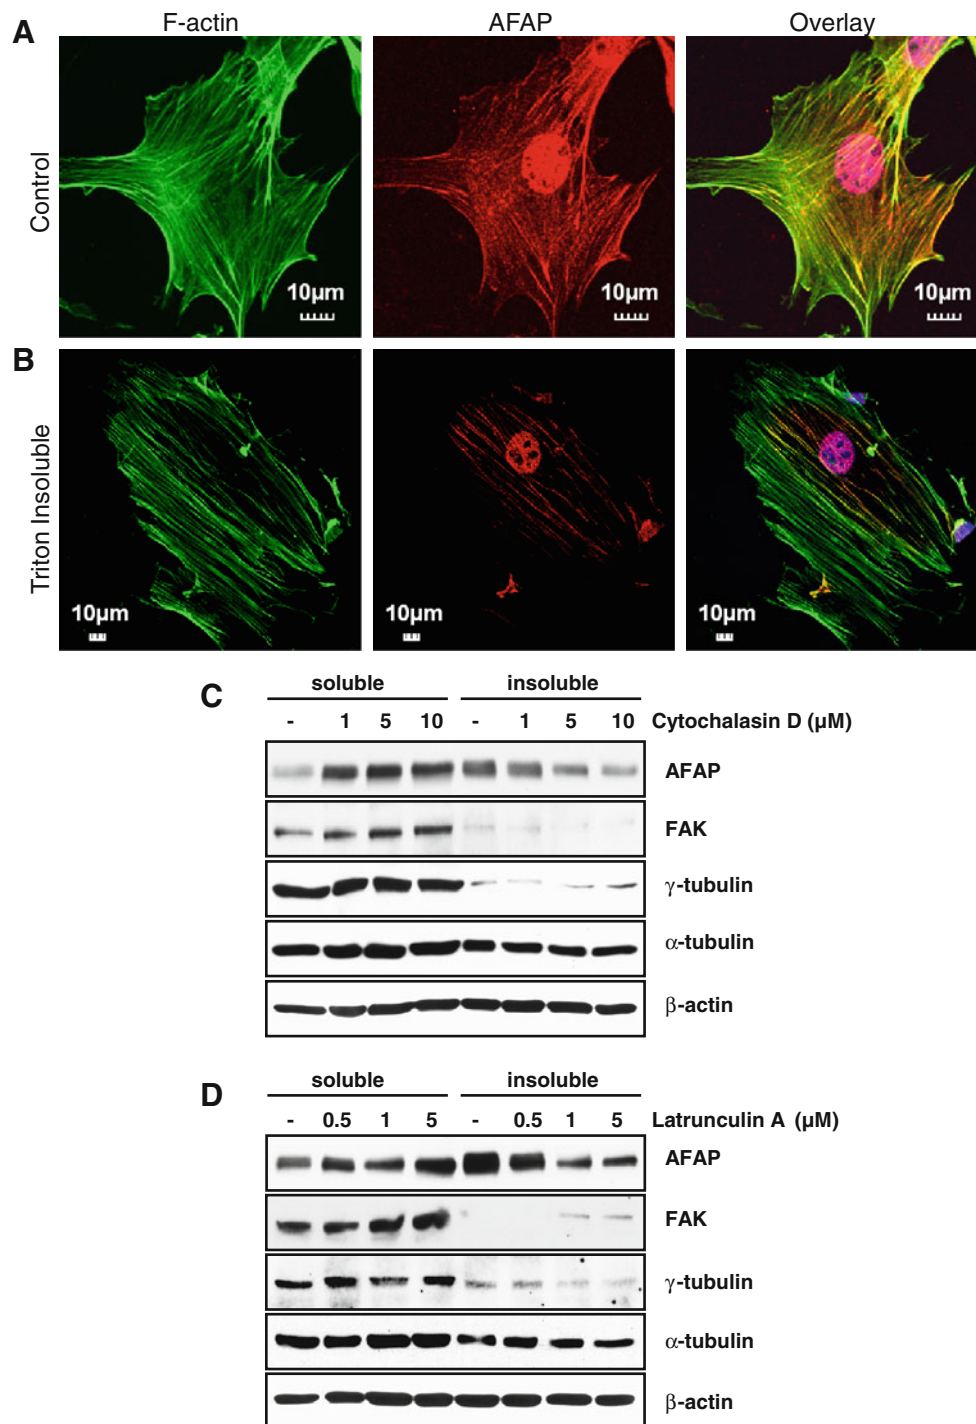 A
F-actin AFAP Overlay
Control
10µm 10µm 10µm
B
Triton Insoluble
10µm 10µm 10µm
C
soluble insoluble
- 1 5 10 - 1 5 10 Cytochalasin D (µM)
AFAP
FAK
γ-tubulin
α-tubulin
β-actin
D
soluble insoluble
- 0.5 1 5 - 0.5 1 5 Latrunculin A (µM)
AFAP
FAK
γ-tubulin
α-tubulin
β-actin